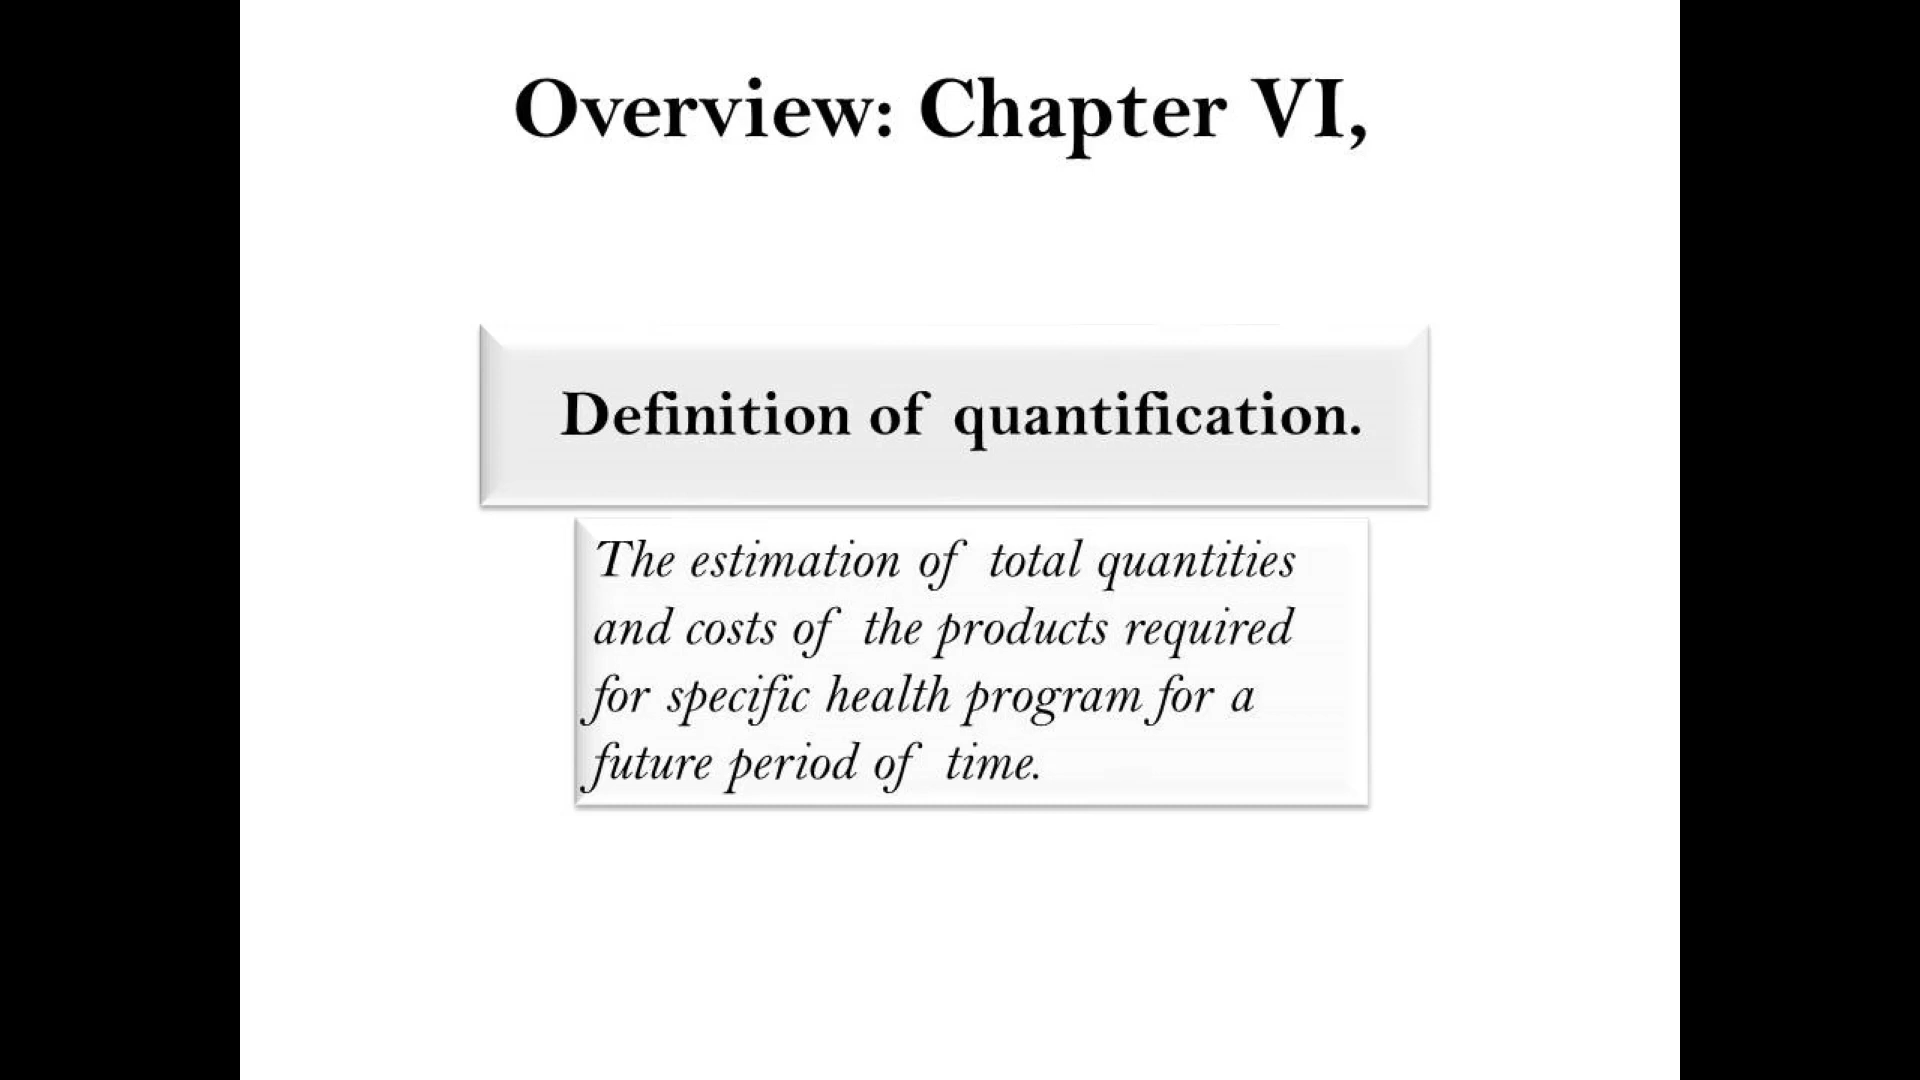 Overview: Chapter VI,
Definition of quantification.
The estimation of total quantities
and costs of the products required
for specific health program for a
future period of time.